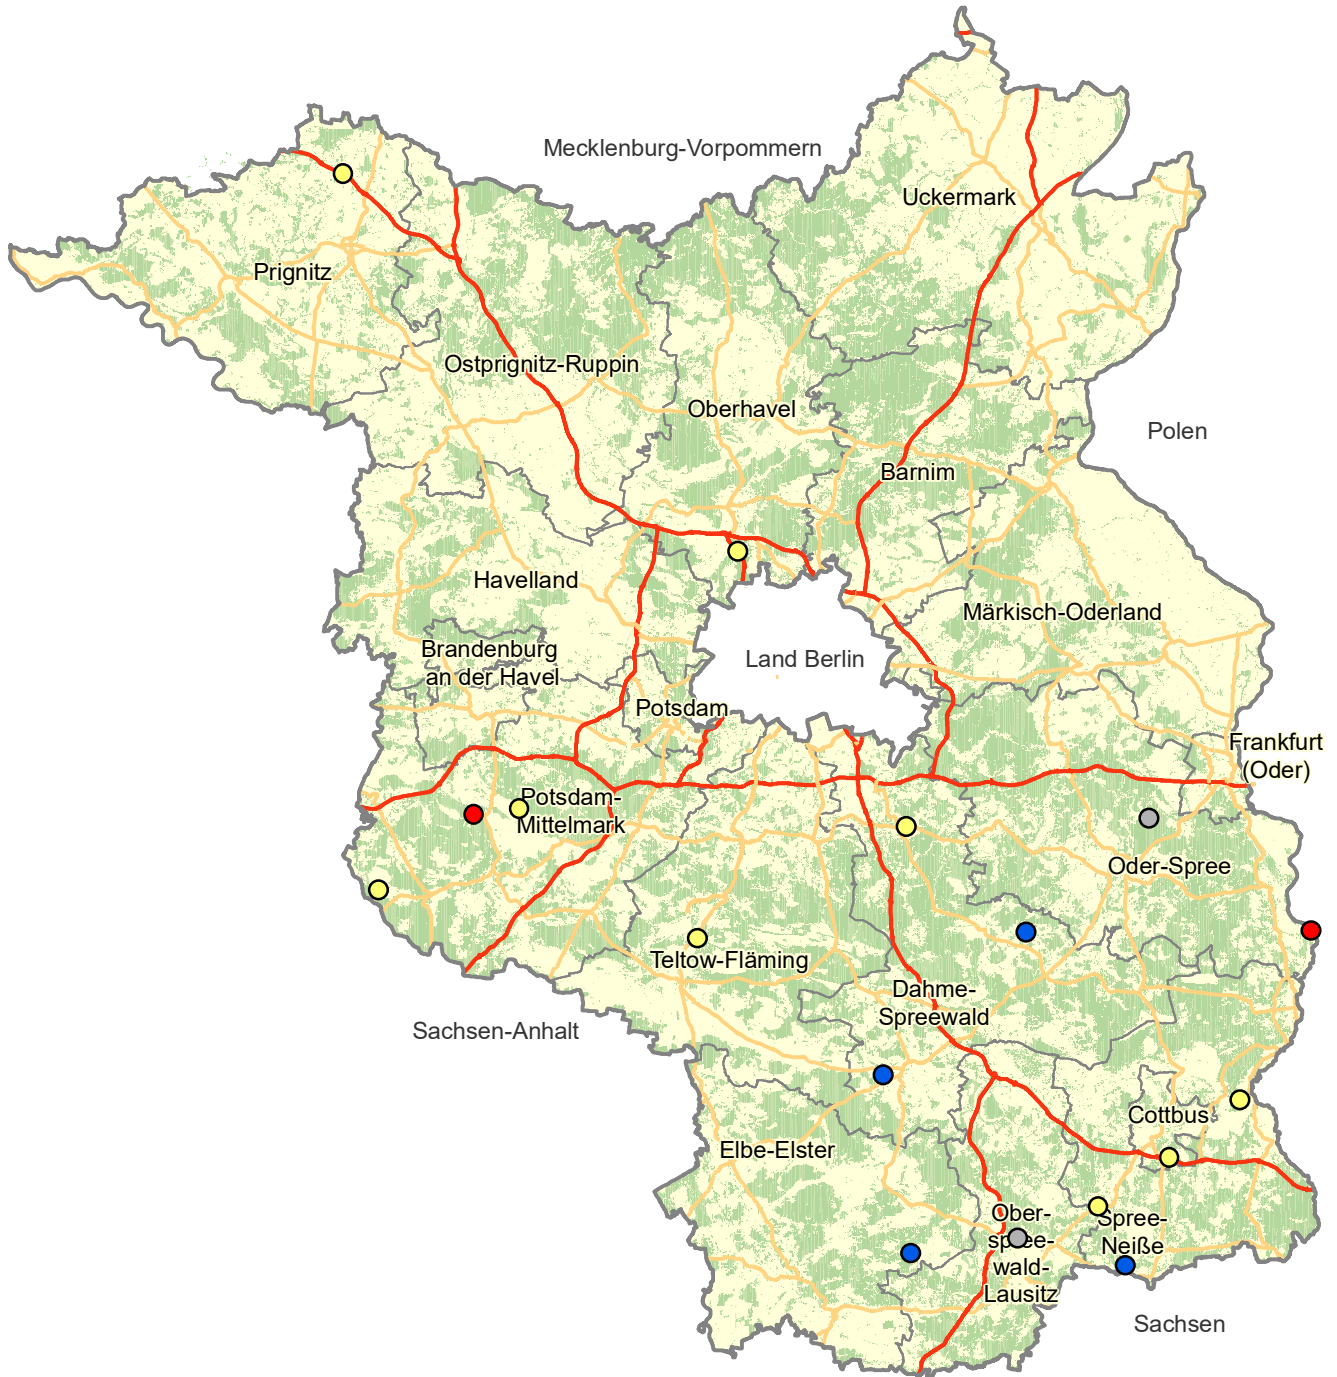 Mecklenburg-Vorpommern
Uckermark
Prignitz
Ostprignitz-Ruppin
Oberhavel
Polen
Barnim
Havelland
Märkisch-Oderland
Brandenburg
an der Havel
Land Berlin
Potsdam
Frankfurt
(Oder)
Potsdam-
Mittelmark
Oder-Spree
Teltow-Fläming
Dahme-
Spreewald
Sachsen-Anhalt
Cottbus
Elbe-Elster
Ober-
spree-
wald-
Lausitz
Spree-
Neiße
Sachsen